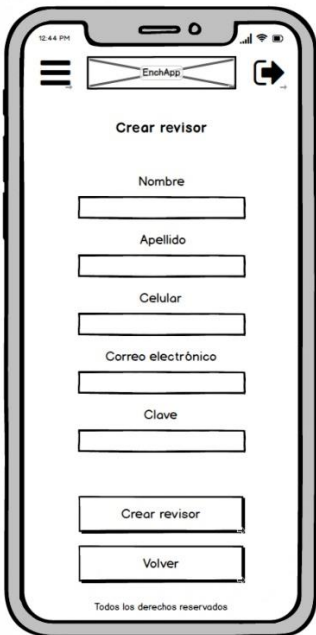 12:44 PM
EnchApp
Crear revisor
Nombre
Apellido
Celular
Correo electrónico
Clave
Crear revisor
Volver
Todos los derechos reservados